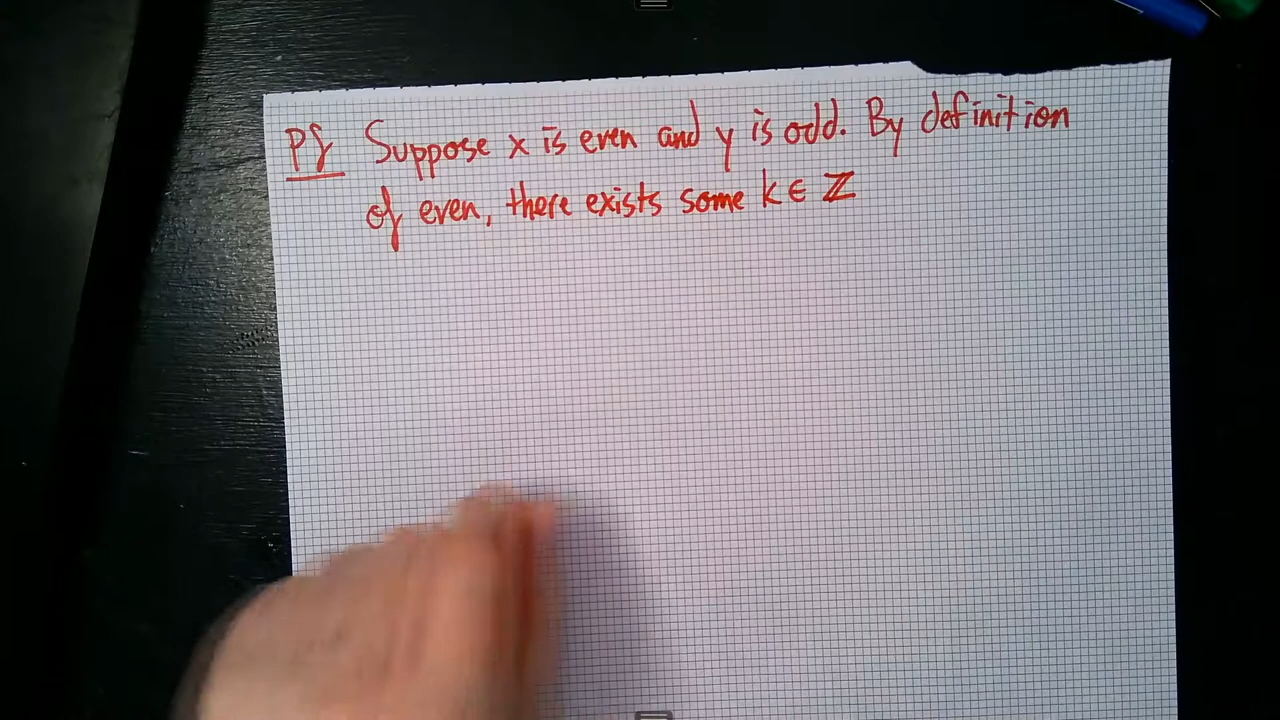 Pf Suppose x is even and y is odd. By definition
of even, there exists some k ∈ ℤ